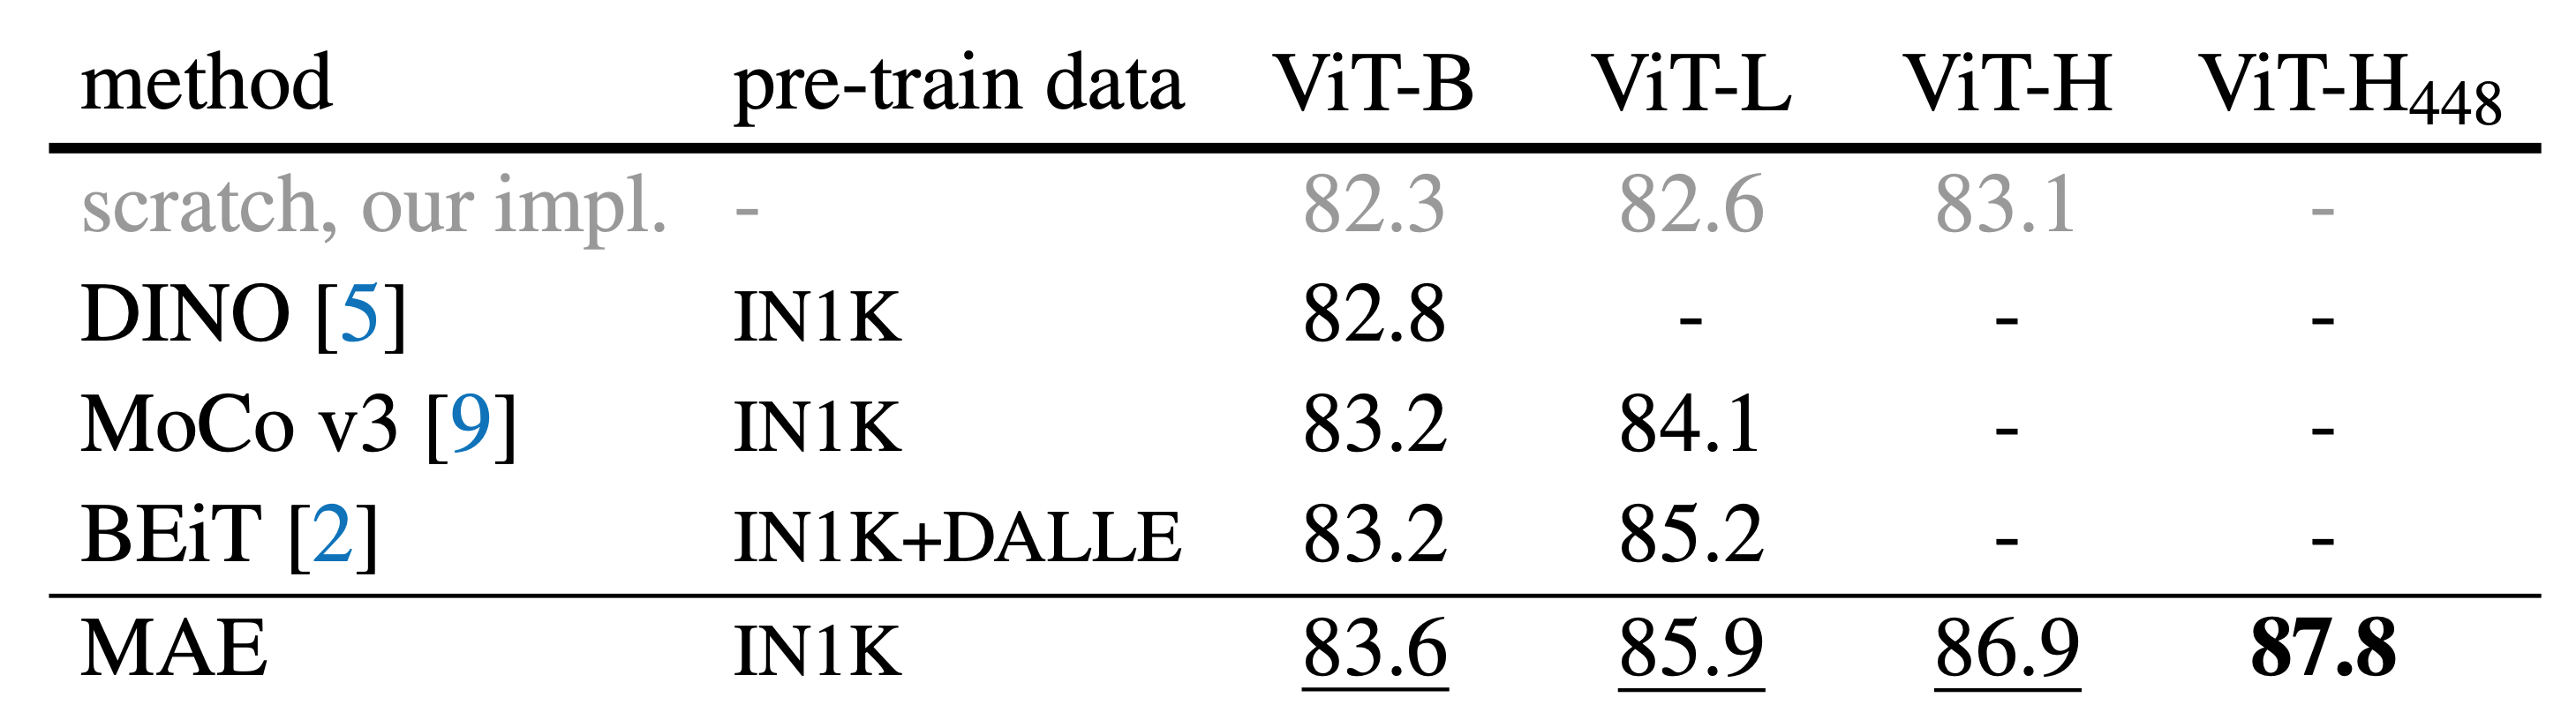 method pre-train data ViT-B ViT-L ViT-H ViT-H448
scratch, our impl. - 82.3 82.6 83.1 -
DINO [5] IN1K 82.8 - - -
MoCo v3 [9] IN1K 83.2 84.1 - -
BEiT [2] IN1K+DALLE 83.2 85.2 - -
MAE IN1K 83.6 85.9 86.9 87.8